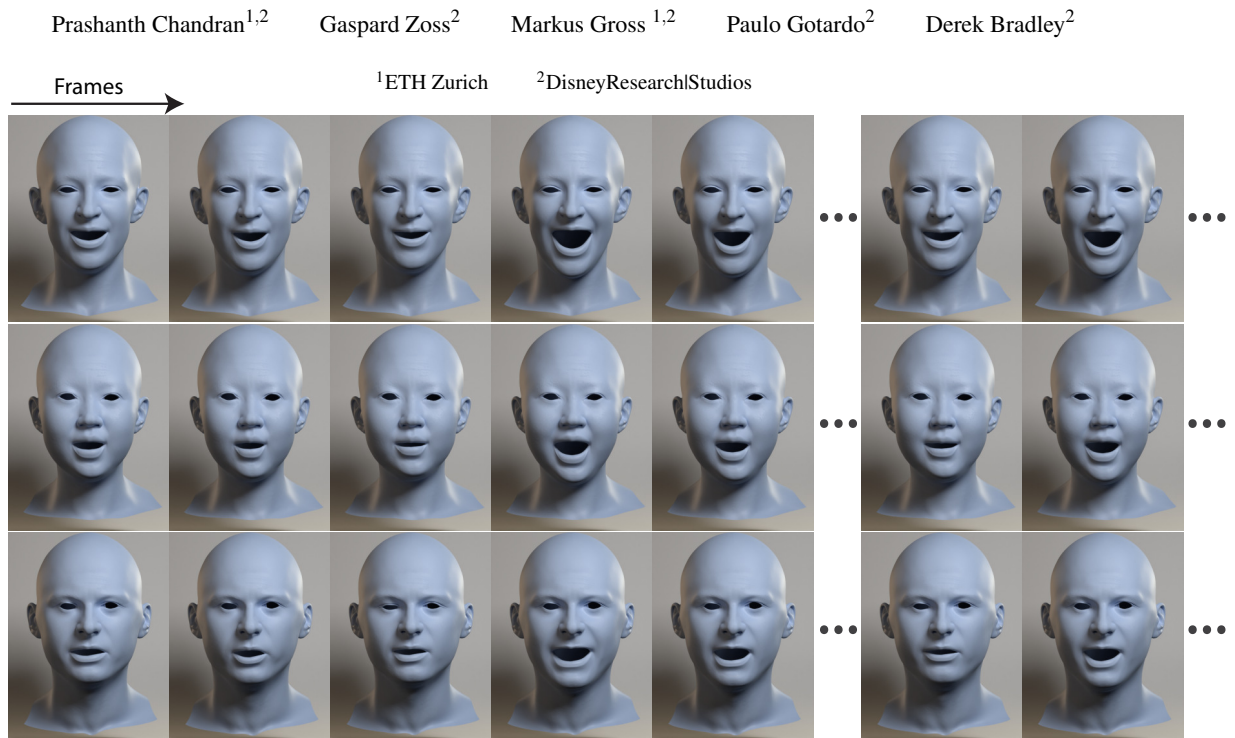 Prashanth Chandran1,2 Gaspard Zoss2 Markus Gross 1,2 Paulo Gotardo2 Derek Bradley2
1ETH Zurich 2DisneyResearch|Studios
Frames